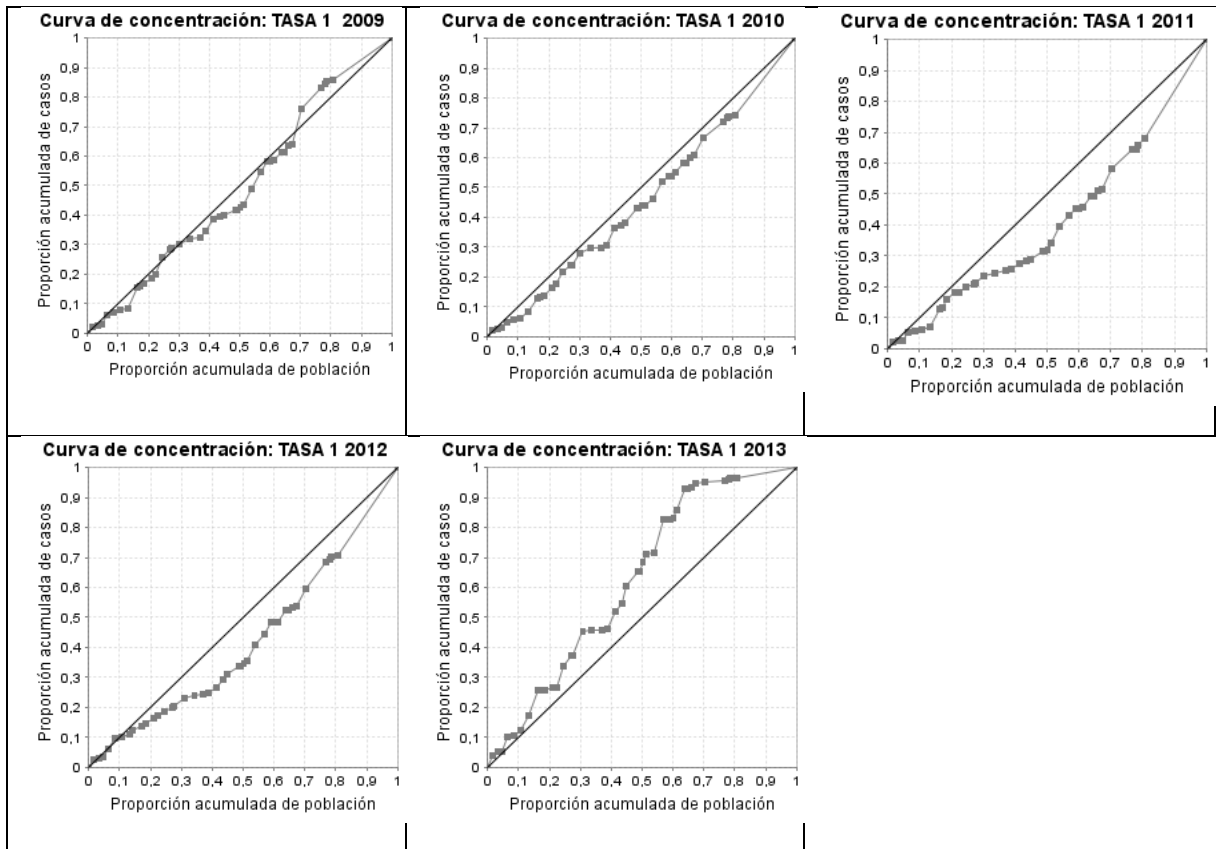 Curva de concentración: TASA 1  2009
Proporción acumulada de casos
1
0,9
0,8
0,7
0,6
0,5
0,4
0,3
0,2
0,1
0
0 0,1 0,2 0,3 0,4 0,5 0,6 0,7 0,8 0,9 1
Proporción acumulada de población
Curva de concentración: TASA 1 2010
Proporción acumulada de casos
1
0,9
0,8
0,7
0,6
0,5
0,4
0,3
0,2
0,1
0
0 0,1 0,2 0,3 0,4 0,5 0,6 0,7 0,8 0,9 1
Proporción acumulada de población
Curva de concentración: TASA 1 2011
Proporción acumulada de casos
1
0,9
0,8
0,7
0,6
0,5
0,4
0,3
0,2
0,1
0
0 0,1 0,2 0,3 0,4 0,5 0,6 0,7 0,8 0,9 1
Proporción acumulada de población
Curva de concentración: TASA 1 2012
Proporción acumulada de casos
1
0,9
0,8
0,7
0,6
0,5
0,4
0,3
0,2
0,1
0
0 0,1 0,2 0,3 0,4 0,5 0,6 0,7 0,8 0,9 1
Proporción acumulada de población
Curva de concentración: TASA 1 2013
Proporción acumulada de casos
1
0,9
0,8
0,7
0,6
0,5
0,4
0,3
0,2
0,1
0
0 0,1 0,2 0,3 0,4 0,5 0,6 0,7 0,8 0,9 1
Proporción acumulada de población